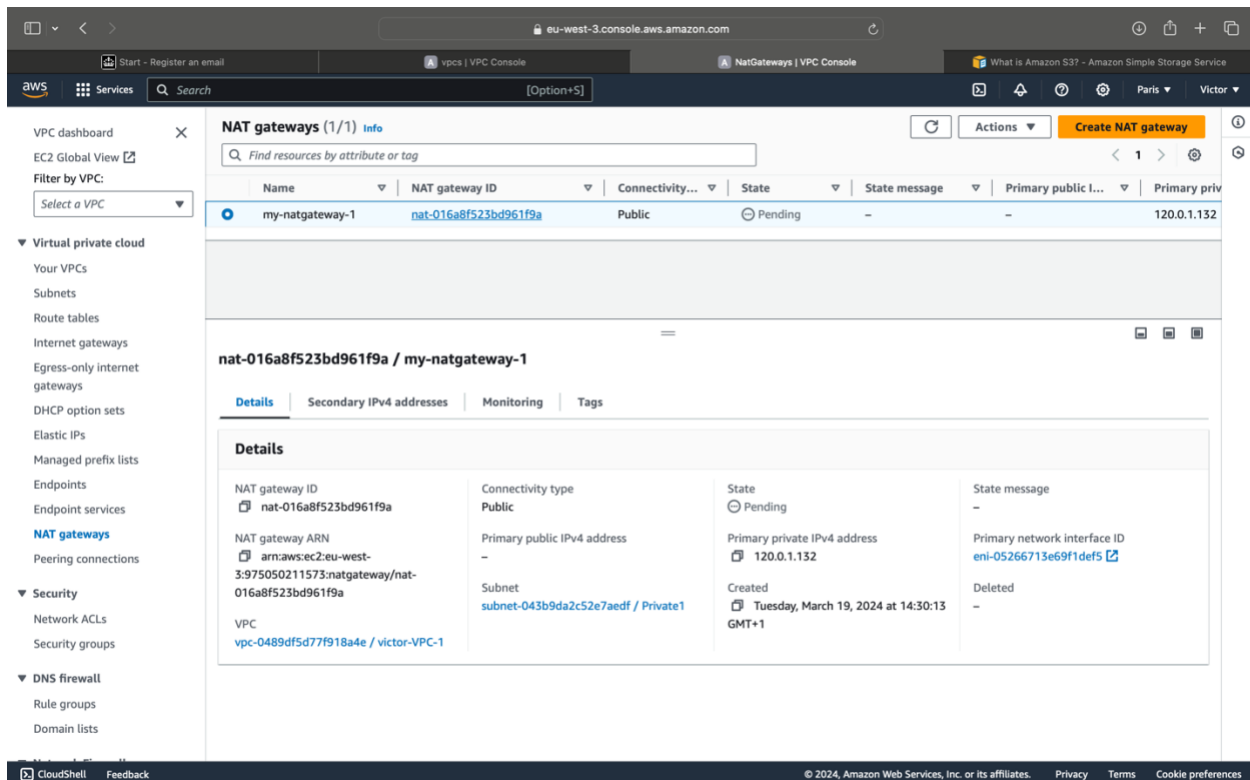 eu-west-3.console.aws.amazon.com
Start - Register an email
vpcs | VPC Console
NatGateways | VPC Console
What is Amazon S3? - Amazon Simple Storage Service
aws
Services
Search
[Option+S]
Paris
Victor
VPC dashboard
EC2 Global View
Filter by VPC:
Select a VPC
Virtual private cloud
Your VPCs
Subnets
Route tables
Internet gateways
Egress-only internet
gateways
DHCP option sets
Elastic IPs
Managed prefix lists
Endpoints
Endpoint services
NAT gateways
Peering connections
Security
Network ACLs
Security groups
DNS firewall
Rule groups
Domain lists
NAT gateways (1/1) Info
Actions
Create NAT gateway
Find resources by attribute or tag
1
Name NAT gateway ID Connectivity... State State message Primary public I... Primary priv
my-natgateway-1 nat-016a8f523bd961f9a Public Pending – – 120.0.1.132
nat-016a8f523bd961f9a / my-natgateway-1
Details Secondary IPv4 addresses Monitoring Tags
Details
NAT gateway ID
nat-016a8f523bd961f9a
Connectivity type
Public
State
Pending
State message
–
NAT gateway ARN
arn:aws:ec2:eu-west-
3:975050211573:natgateway/nat-
016a8f523bd961f9a
Primary public IPv4 address
–
Primary private IPv4 address
120.0.1.132
Primary network interface ID
eni-05266713e69f1def5
VPC
vpc-0489df5d77f918a4e / victor-VPC-1
Subnet
subnet-043b9da2c52e7aedf / Private1
Created
Tuesday, March 19, 2024 at 14:30:13
GMT+1
Deleted
–
CloudShell Feedback
© 2024, Amazon Web Services, Inc. or its affiliates. Privacy Terms Cookie preferences